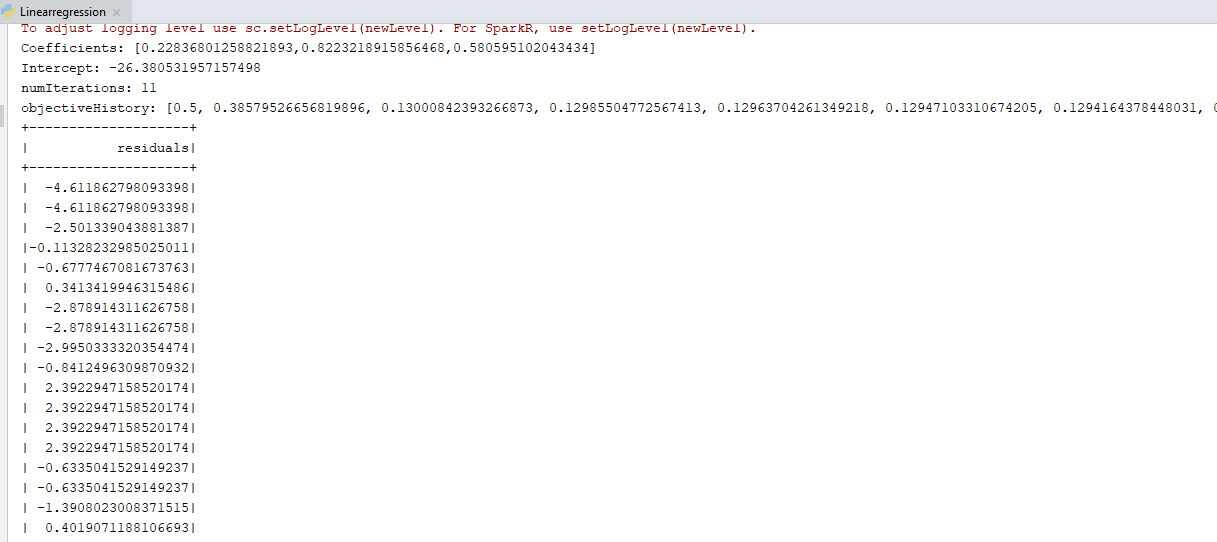 Linearregression
To adjust logging level use sc.setLogLevel(newLevel). For SparkR, use setLogLevel(newLevel).
Coefficients: [0.22836801258821893,0.8223218915856468,0.580595102043434]
Intercept: -26.380531957157498
numIterations: 11
objectiveHistory: [0.5, 0.38579526656819896, 0.13000842393266873, 0.12985504772567413, 0.12963704261349218, 0.12947103310674205, 0.1294164378448031, 0
+--------------------+
|           residuals|
+--------------------+
|  -4.611862798093398|
|  -4.611862798093398|
|  -2.501339043881387|
|-0.11328232985025011|
| -0.6777467081673763|
|  0.3413419946315486|
|  -2.878914311626758|
|  -2.878914311626758|
| -2.9950333320354474|
| -0.8412496309870932|
|  2.3922947158520174|
|  2.3922947158520174|
|  2.3922947158520174|
|  2.3922947158520174|
| -0.6335041529149237|
| -0.6335041529149237|
| -1.3908023008371515|
|  0.4019071188106693|